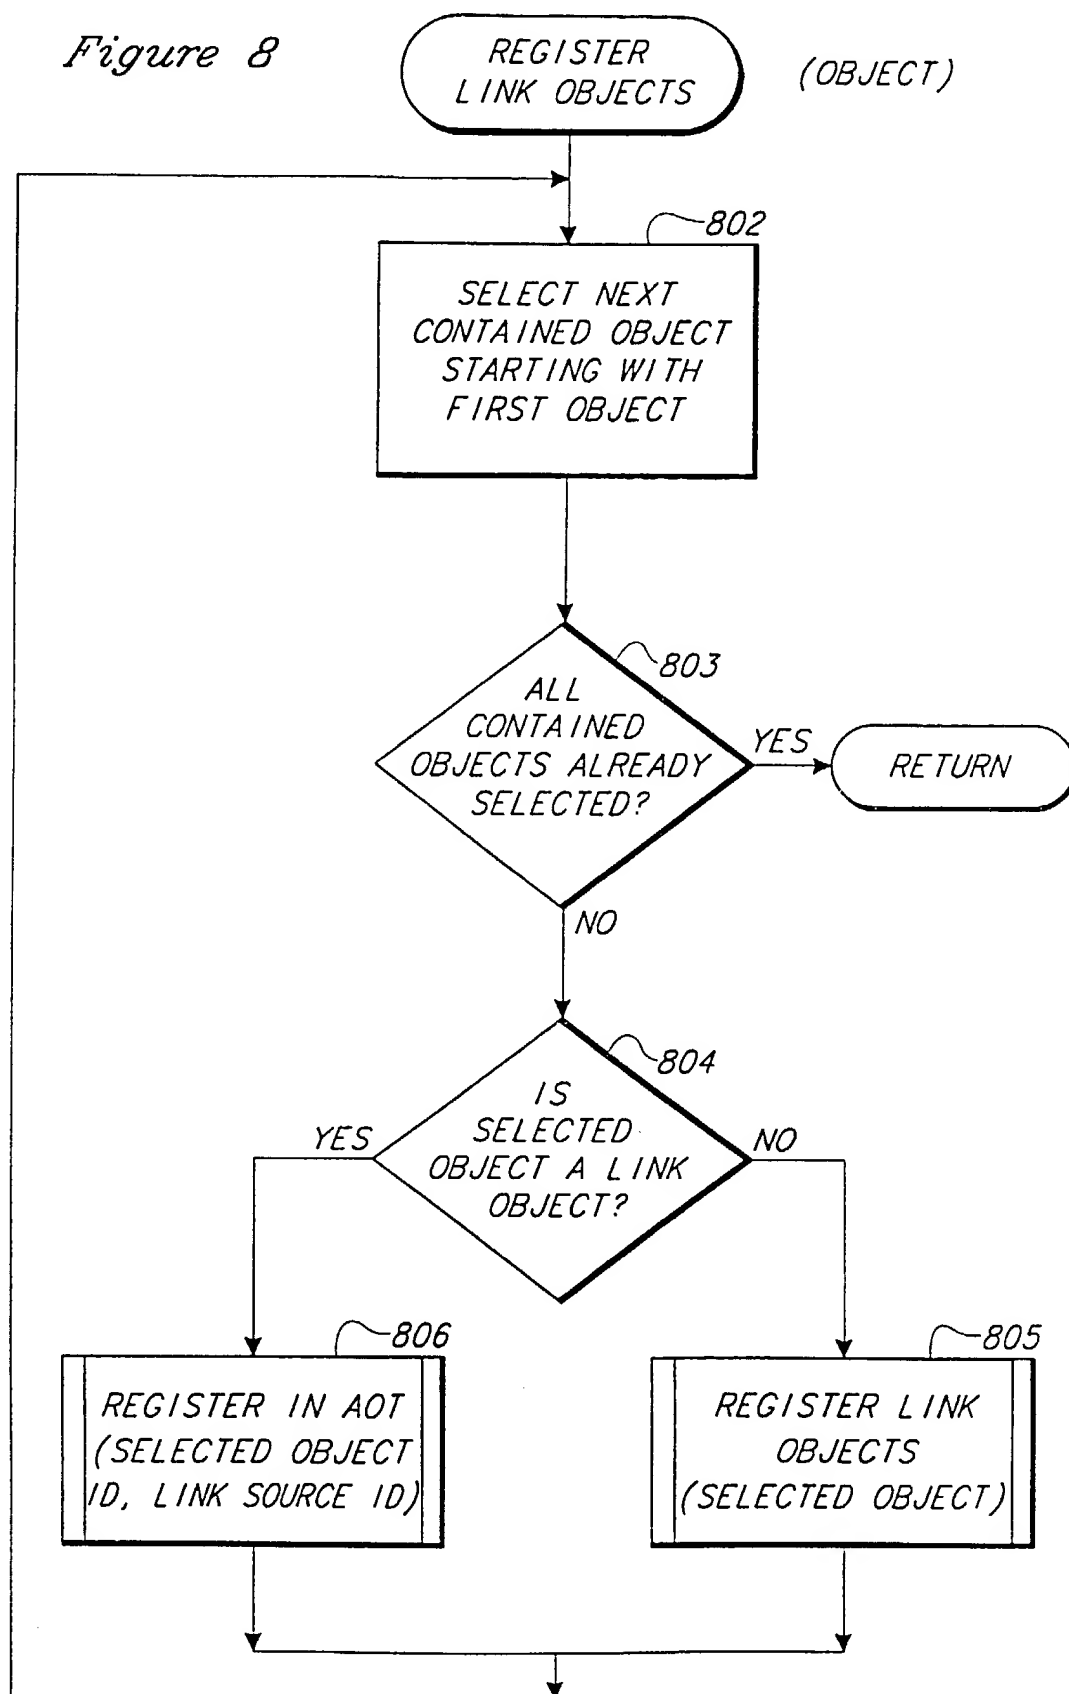 Figure 8
REGISTER
LINK OBJECTS
(OBJECT)
802
SELECT NEXT
CONTAINED OBJECT
STARTING WITH
FIRST OBJECT
803
ALL
CONTAINED
OBJECTS ALREADY
SELECTED?
YES
RETURN
NO
804
IS
SELECTED
OBJECT A LINK
OBJECT?
YES
NO
806
REGISTER IN AOT
(SELECTED OBJECT
ID, LINK SOURCE ID)
805
REGISTER LINK
OBJECTS
(SELECTED OBJECT)